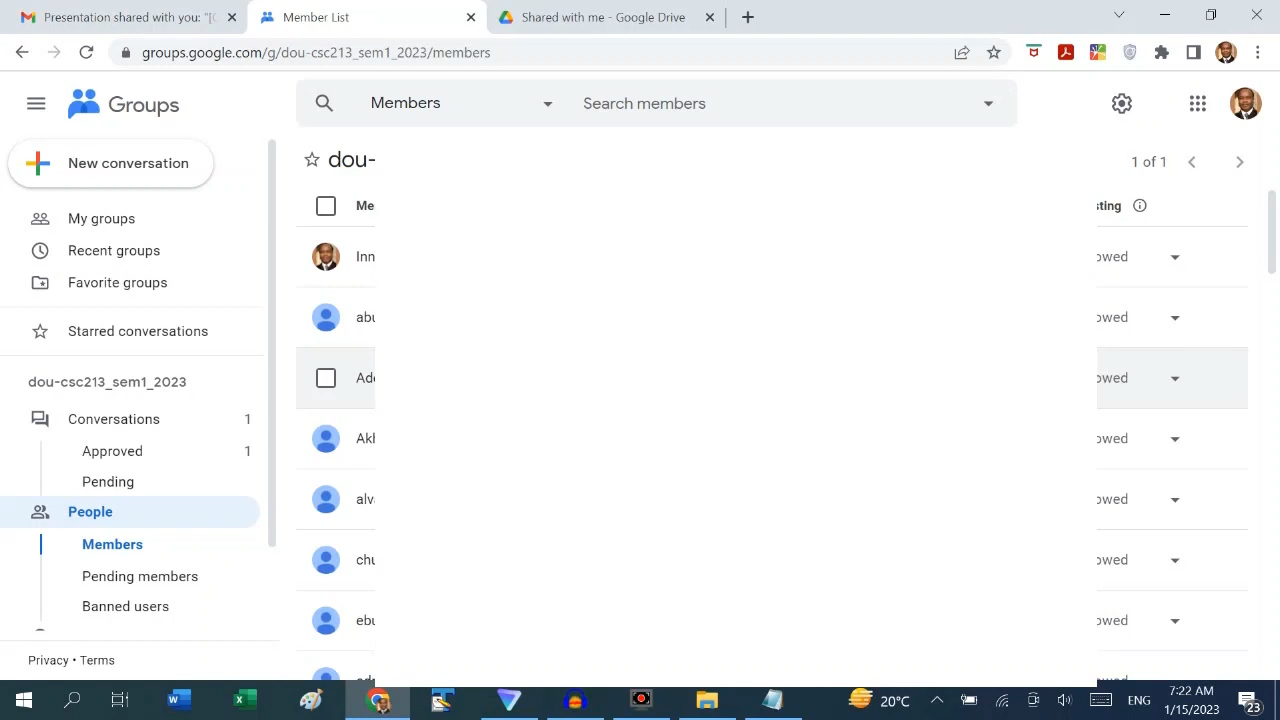 Presentation shared with you: "[C
Member List
Shared with me - Google Drive
groups.google.com/g/dou-csc213_sem1_2023/members
Groups
Members
Search members
New conversation
dou-
1 of 1
My groups
Recent groups
Favorite groups
Starred conversations
dou-csc213_sem1_2023
Conversations 1
Approved 1
Pending
People
Members
Pending members
Banned users
Privacy • Terms
Me
sting
Inn
owed
abu
owed
Ade
owed
Akh
owed
alv
owed
chu
owed
ebu
owed
20°C
ENG
7:22 AM
1/15/2023
23